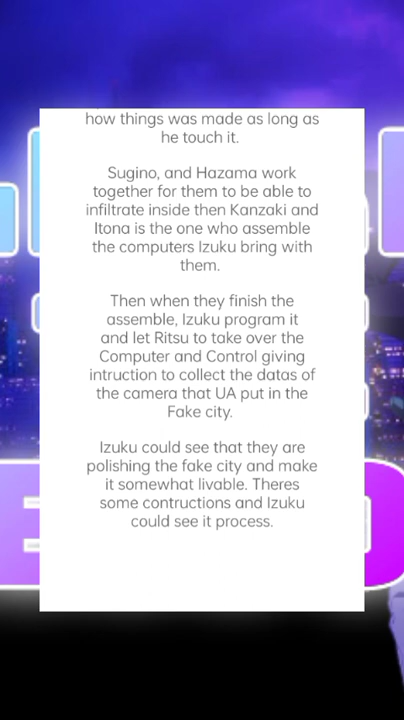 how things was made as long as
he touch it.
Sugino, and Hazama work
together for them to be able to
infiltrate inside then Kanzaki and
Itona is the one who assemble
the computers Izuku bring with
them.
Then when they finish the
assemble, Izuku program it
and let Ritsu to take over the
Computer and Control giving
intruction to collect the datas of
the camera that UA put in the
Fake city.
Izuku could see that they are
polishing the fake city and make
it somewhat livable. Theres
some contructions and Izuku
could see it process.